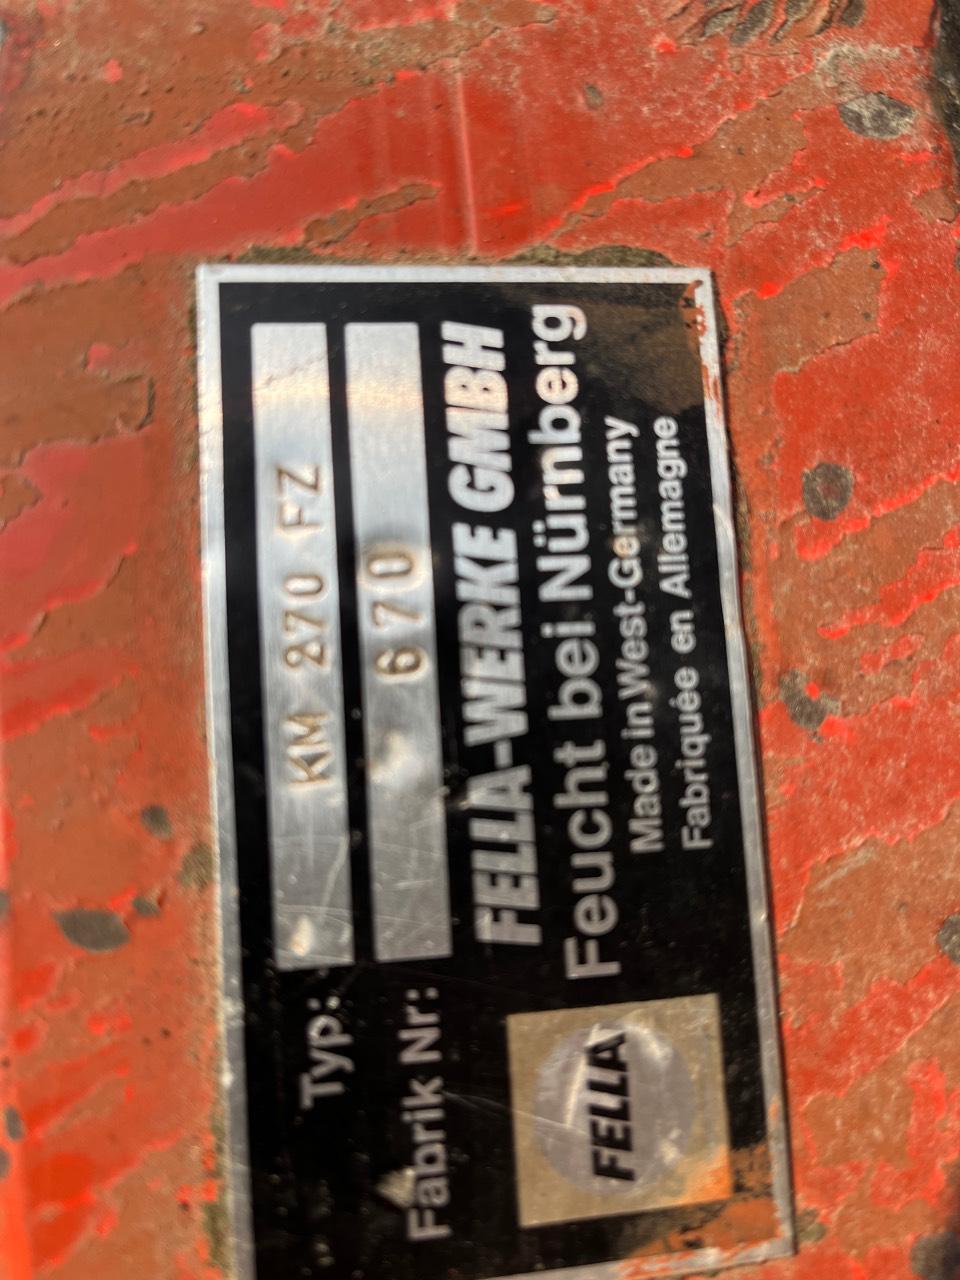 Typ: KM 270 FZ
Fabrik Nr: 670
FELLA-WERKE GMBH
Feucht bei Nürnberg
Made in West-Germany
Fabriquée en Allemagne
FELLA